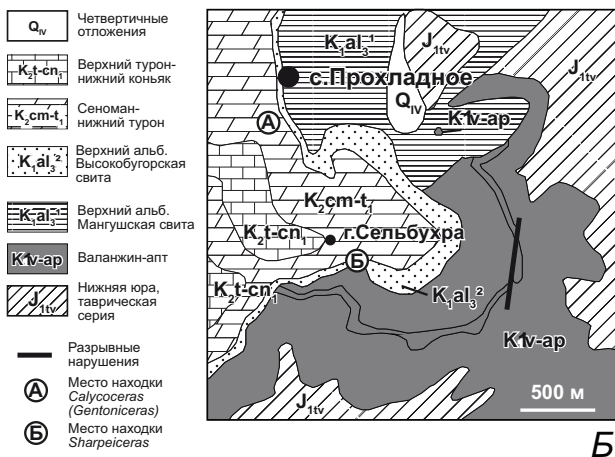 Q IV
Четвертичные
отложения
K₂t-cn₁
Верхний турон-
нижний коньяк
K₂cm-t₁
Сеноман-
нижний турон
K₁al₃²
Верхний альб.
Высокобугорская
свита
K₁al₃¹
Верхний альб.
Мангушская свита
K1v-ap
Валанжин-апт
J₁tv
Нижняя юра,
таврическая
серия
Разрывные
нарушения
А
Место находки
Calycoceras
(Gentoniceras)
Б
Место находки
Sharpeiceras
K₁al₃¹
J₁tv
J₁tv
с.Прохладное
Q IV
А
K1v-ap
K₂cm-t₁
K₂t-cn₁
г.Сельбухра
Б
K₂t-cn₁
K₁al₃²
K1v-ap
J₁tv
500 м
Б